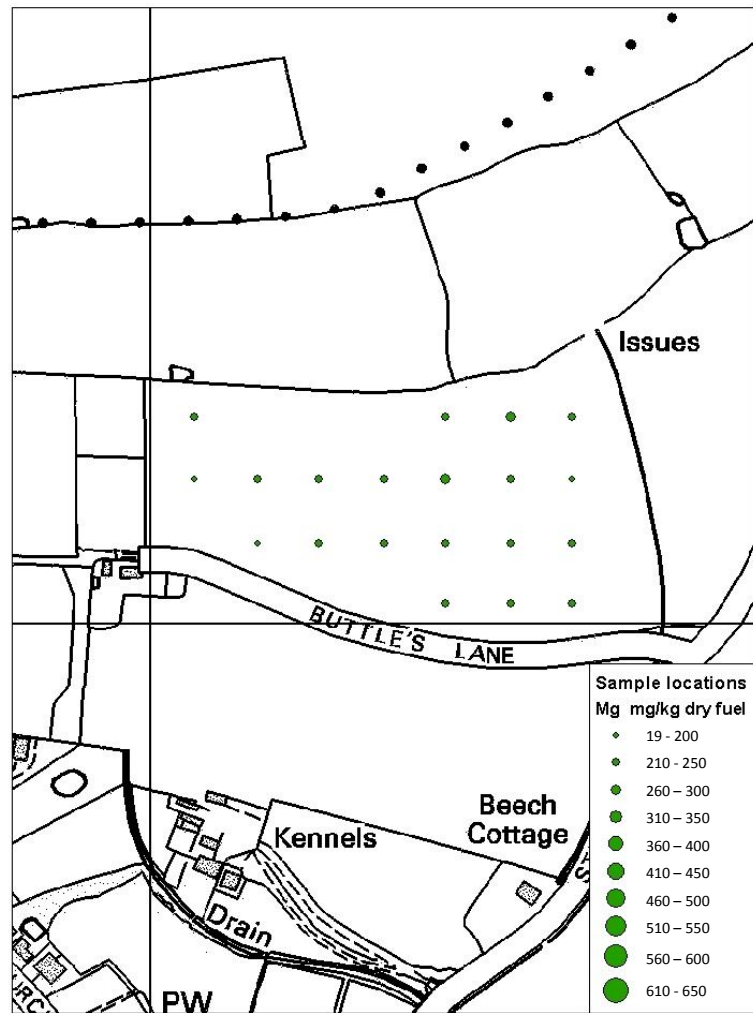 Issues
BUTTLE'S LANE
Sample locations
Mg mg/kg dry fuel
19 - 200
210 - 250
260 – 300
310 – 350
360 – 400
410 – 450
460 – 500
510 – 550
560 – 600
610 - 650
Beech
Cottage
Kennels
Drain
PW